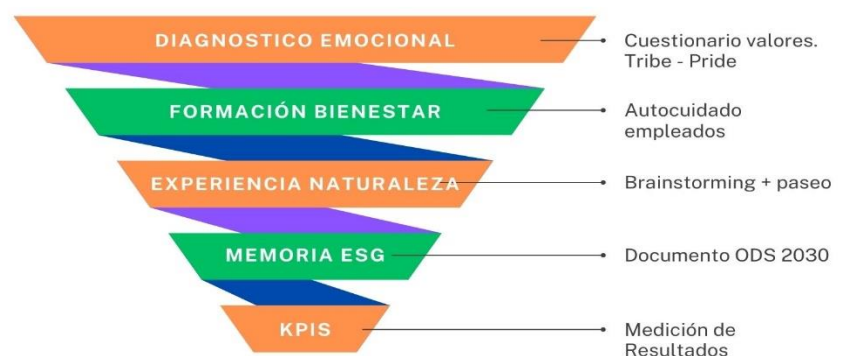 DIAGNOSTICO EMOCIONAL
Cuestionario valores.
Tribe - Pride
FORMACIÓN BIENESTAR
Autocuidado
empleados
EXPERIENCIA NATURALEZA
Brainstorming + paseo
MEMORIA ESG
Documento ODS 2030
KPIS
Medición de
Resultados